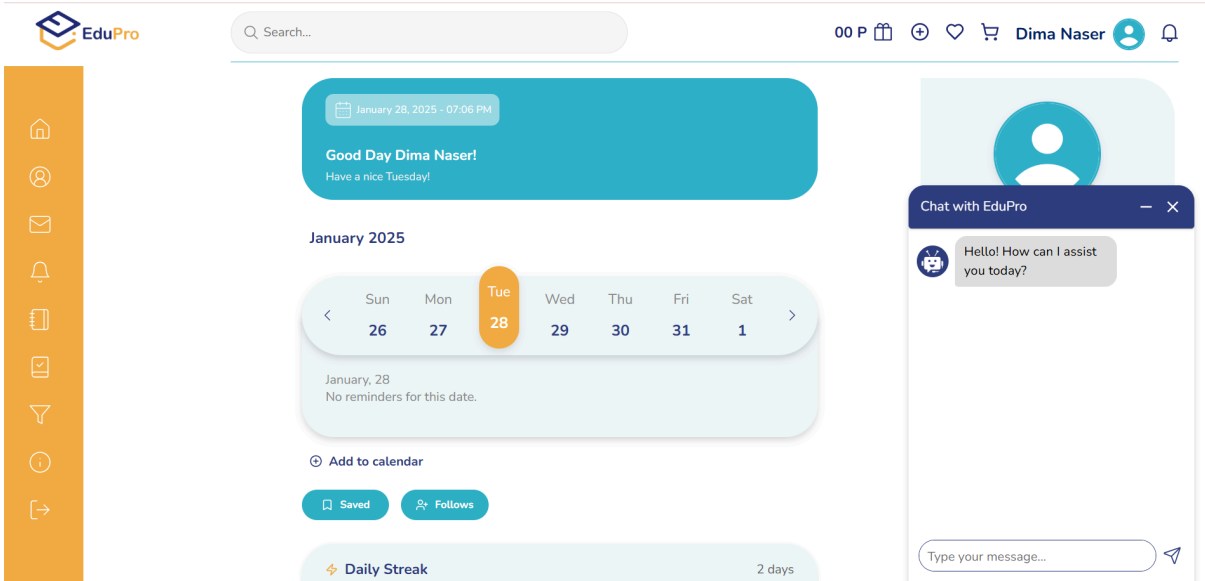 EduPro
Search...
00 P
Dima Naser
January 28, 2025 - 07:06 PM
Good Day Dima Naser!
Have a nice Tuesday!
January 2025
Sun Mon Tue Wed Thu Fri Sat
26 27 28 29 30 31 1
January, 28
No reminders for this date.
Add to calendar
Saved Follows
Daily Streak 2 days
Chat with EduPro
Hello! How can I assist
you today?
Type your message...